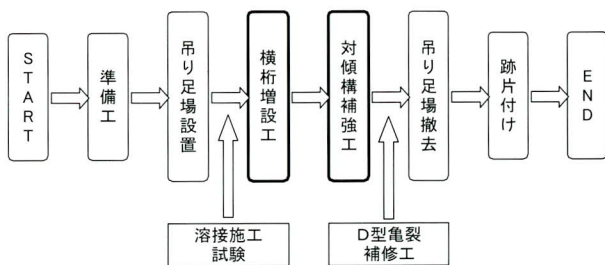 START
準備工
吊り足場設置
横桁増設工
対傾構補強工
吊り足場撤去
跡片付け
END
溶接施工
試験
D型亀裂
補修工